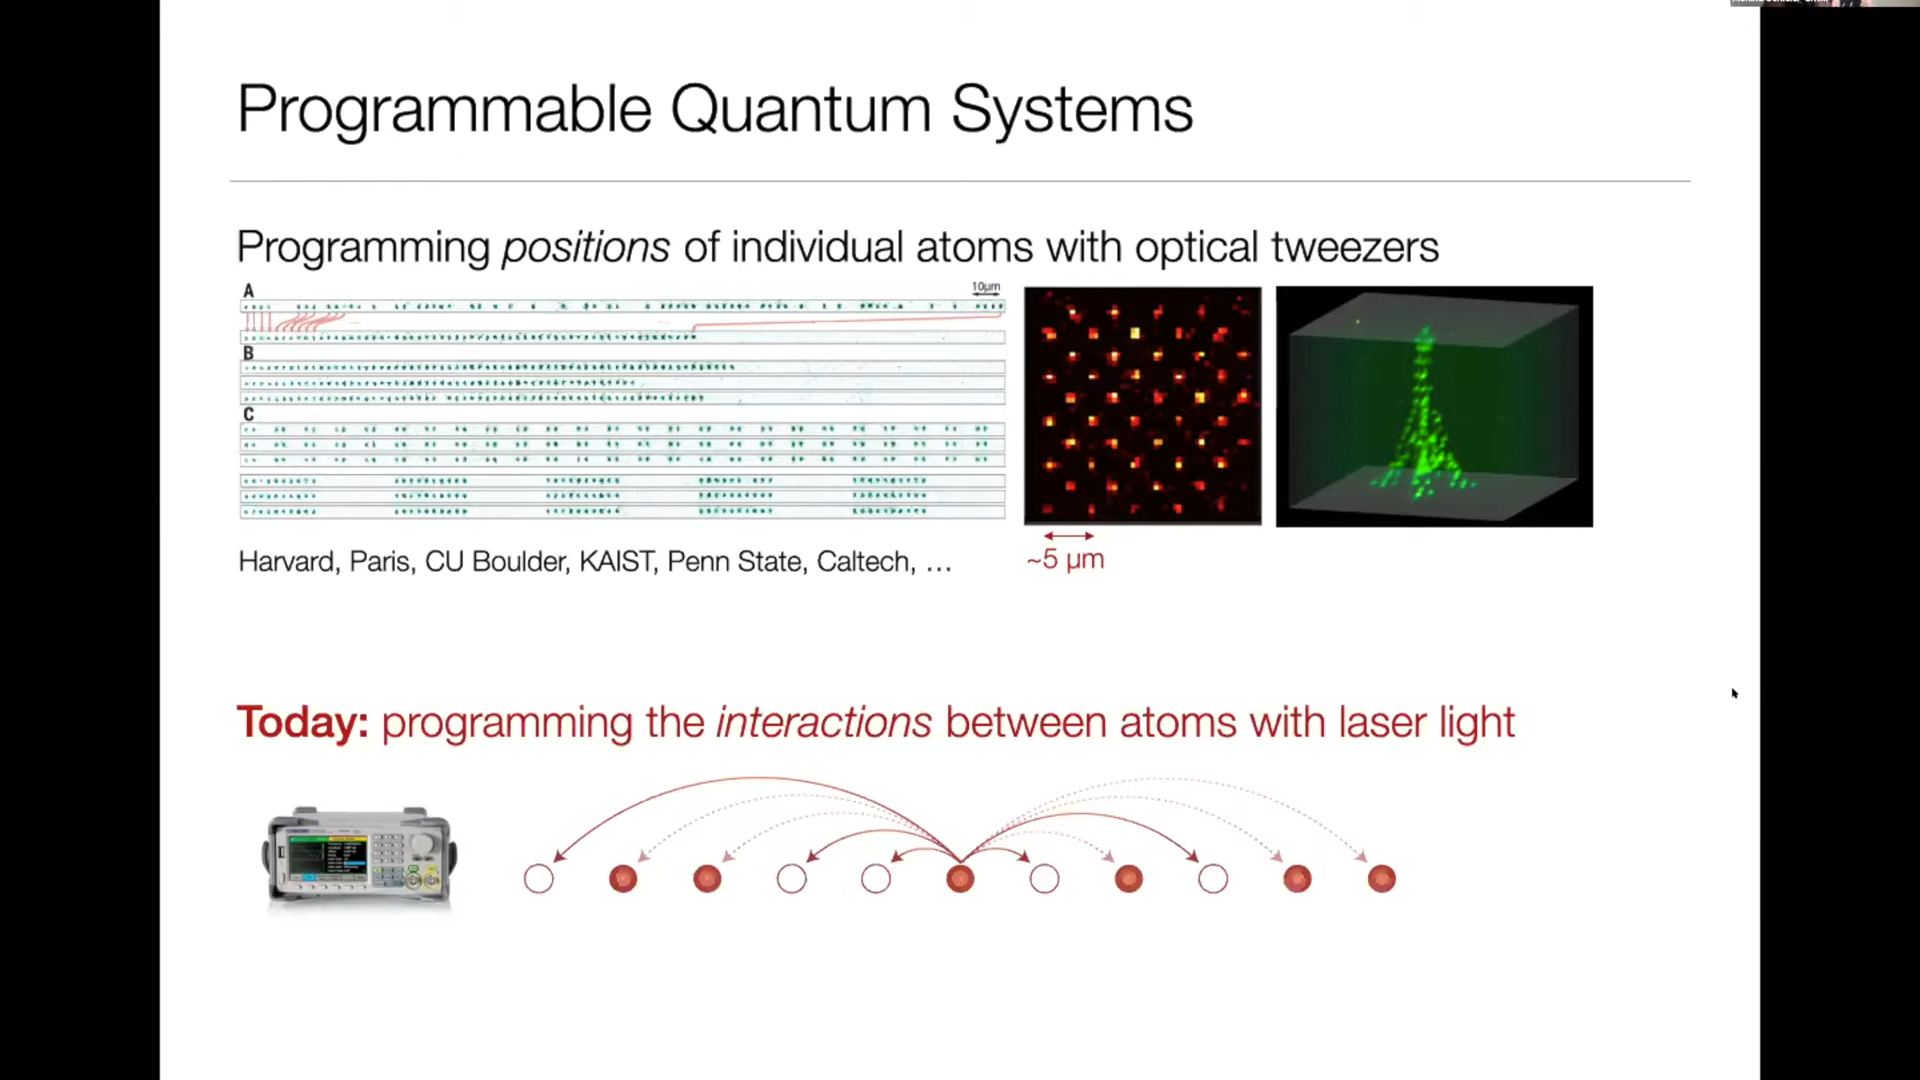 Programmable Quantum Systems
Programming positions of individual atoms with optical tweezers
A
10μm
B
C
Harvard, Paris, CU Boulder, KAIST, Penn State, Caltech, …
~5 μm
Today: programming the interactions between atoms with laser light